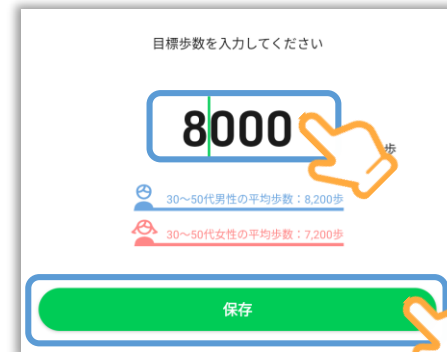 目標歩数を入力してください
8000
歩
30〜50代男性の平均歩数：8,200歩
30〜50代女性の平均歩数：7,200歩
保存